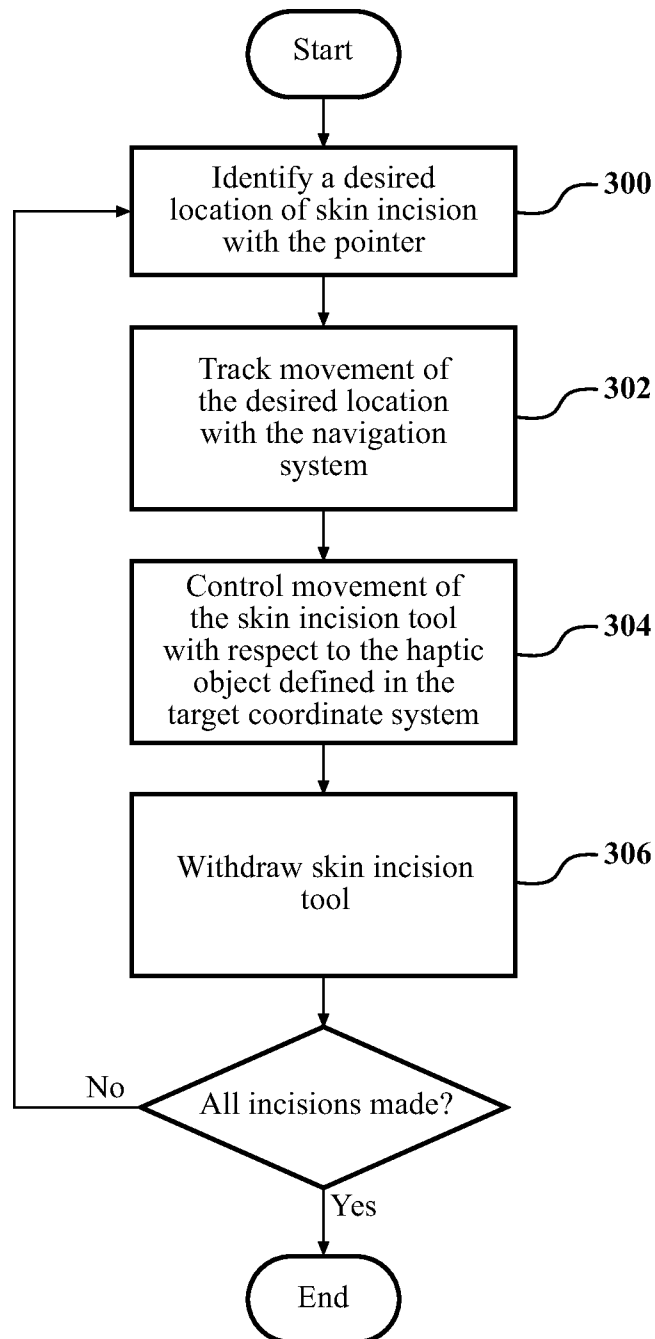 Start
Identify a desired
location of skin incision
with the pointer
300
Track movement of
the desired location
with the navigation
system
302
Control movement of
the skin incision tool
with respect to the haptic
object defined in the
target coordinate system
304
Withdraw skin incision
tool
306
All incisions made?
No
Yes
End